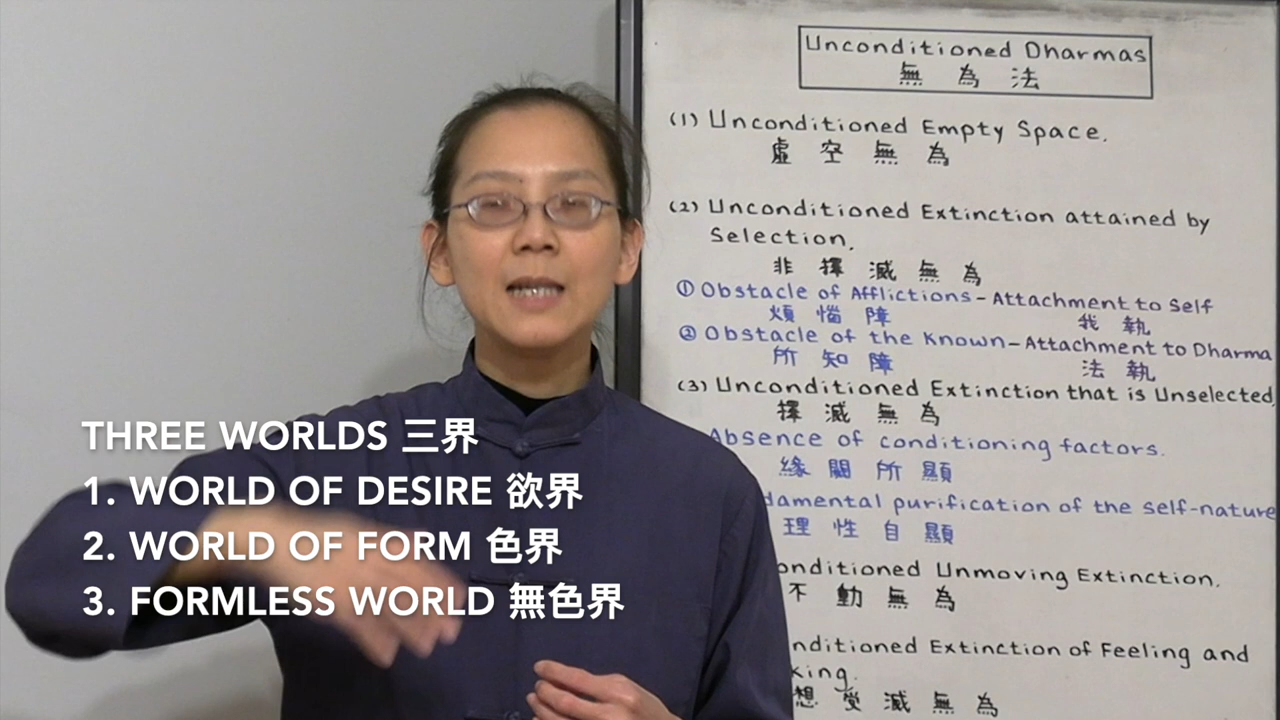 Unconditioned Dharmas
無 為 法
(1) Unconditioned Empty Space.
虛 空 無 為
(2) Unconditioned Extinction attained by
Selection.
非 擇 滅 無 為
① Obstacle of Afflictions - Attachment to Self
煩 惱 障 我 執
② Obstacle of the Known - Attachment to Dharma
所 知 障 法 執
(3) Unconditioned Extinction that is Unselected
擇 滅 無 為
Absence of conditioning factors.
緣 闕 所 顯
damental purification of the self-nature
理 性 自 顯
onditioned Unmoving Extinction.
不 動 無 為
nditioned Extinction of Feeling and
king.
想 受 滅 無 為
THREE WORLDS 三界
1. WORLD OF DESIRE 欲界
2. WORLD OF FORM 色界
3. FORMLESS WORLD 無色界